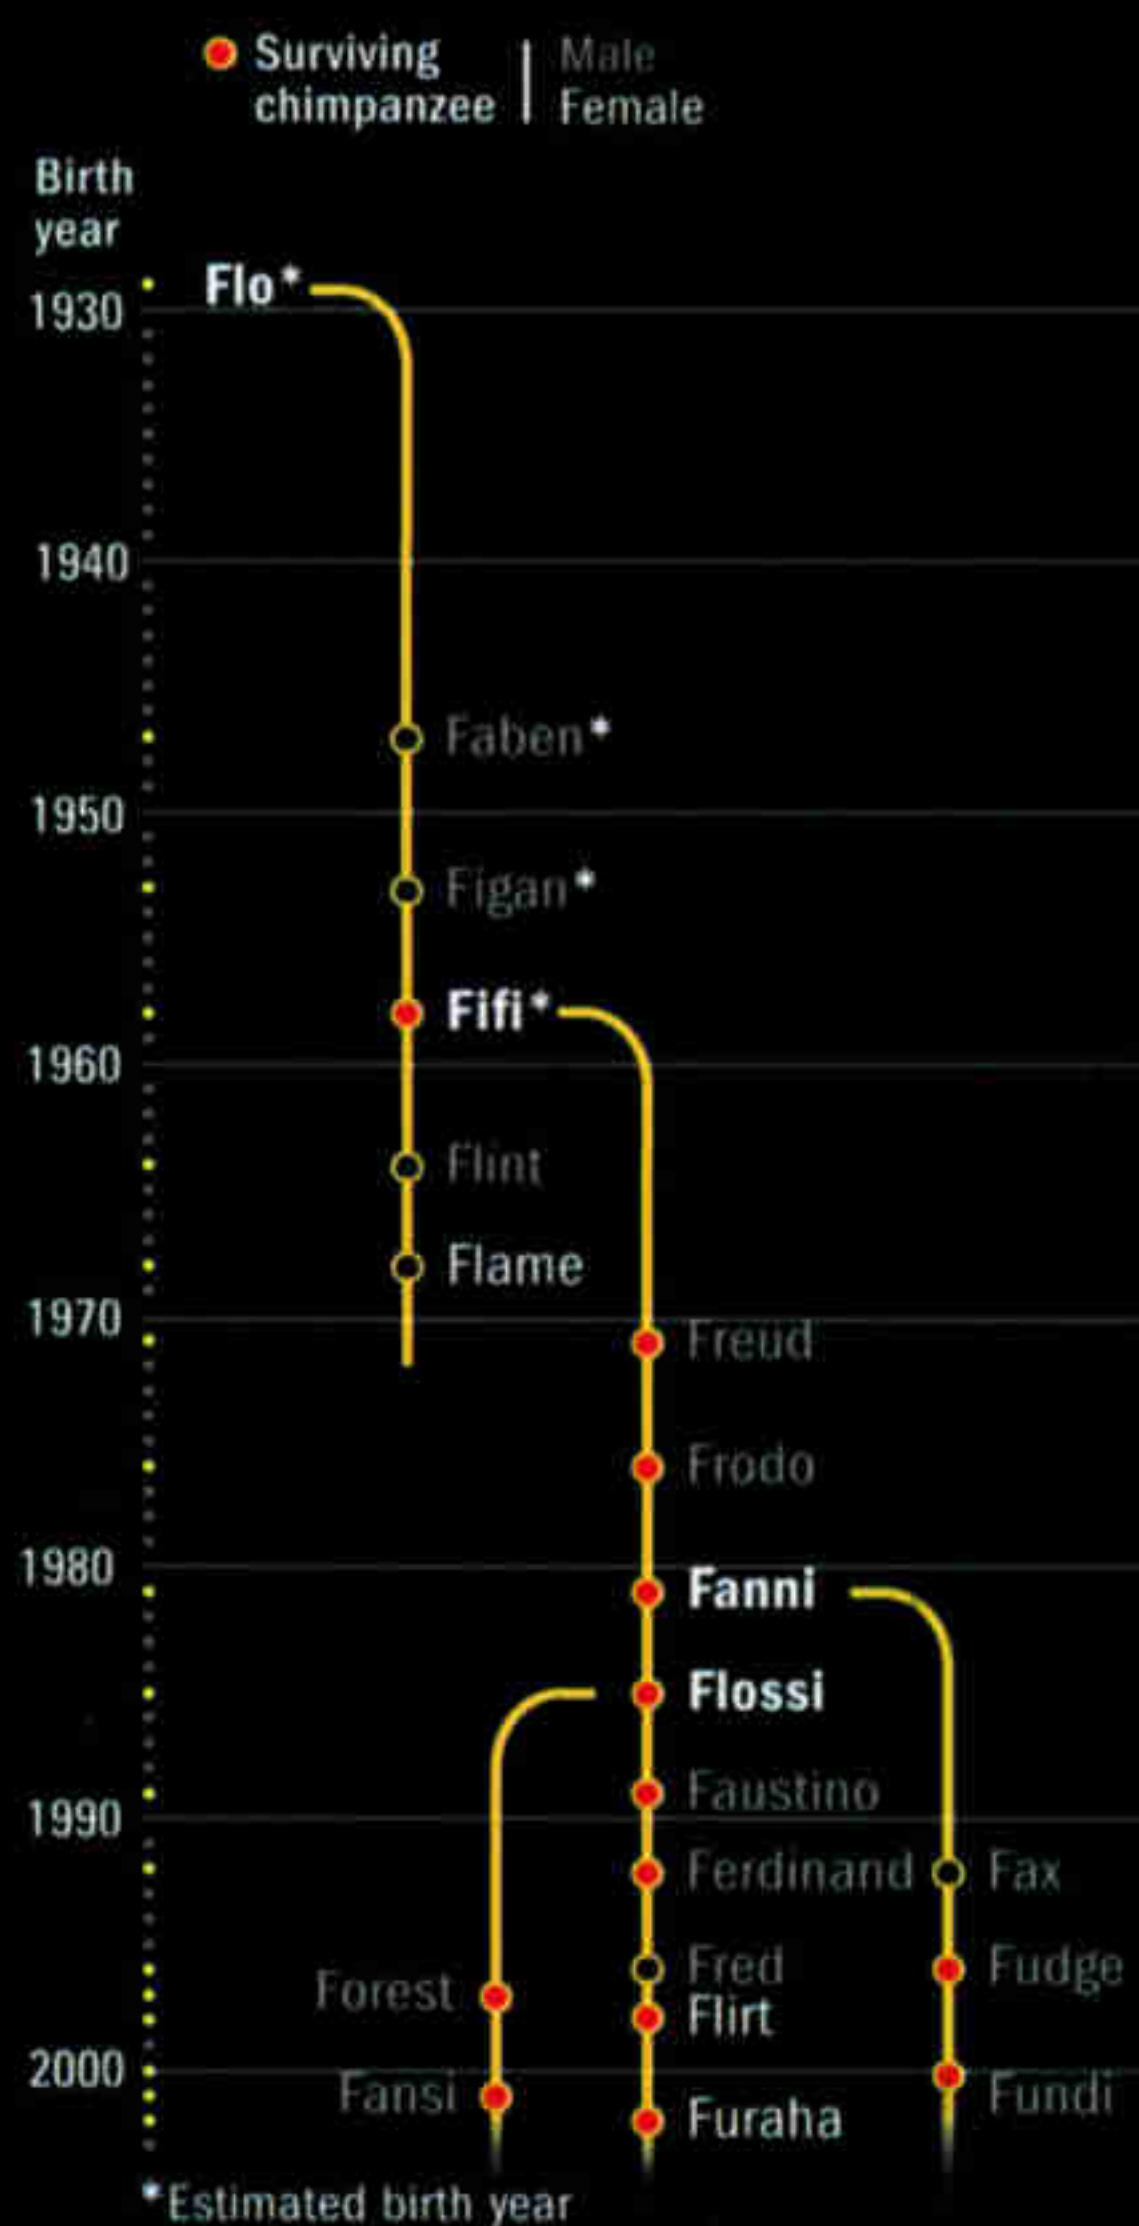 Surviving
chimpanzee
Male
Female
Birth
year
Flo*
1930
1940
Faben*
1950
Figan*
Fifi*
1960
Flint
Flame
1970
Freud
Frodo
1980
Fanni
Flossi
Faustino
1990
Ferdinand
Fax
Fred
Fudge
Forest
Flirt
2000
Fansi
Fundi
Furaha
*Estimated birth year